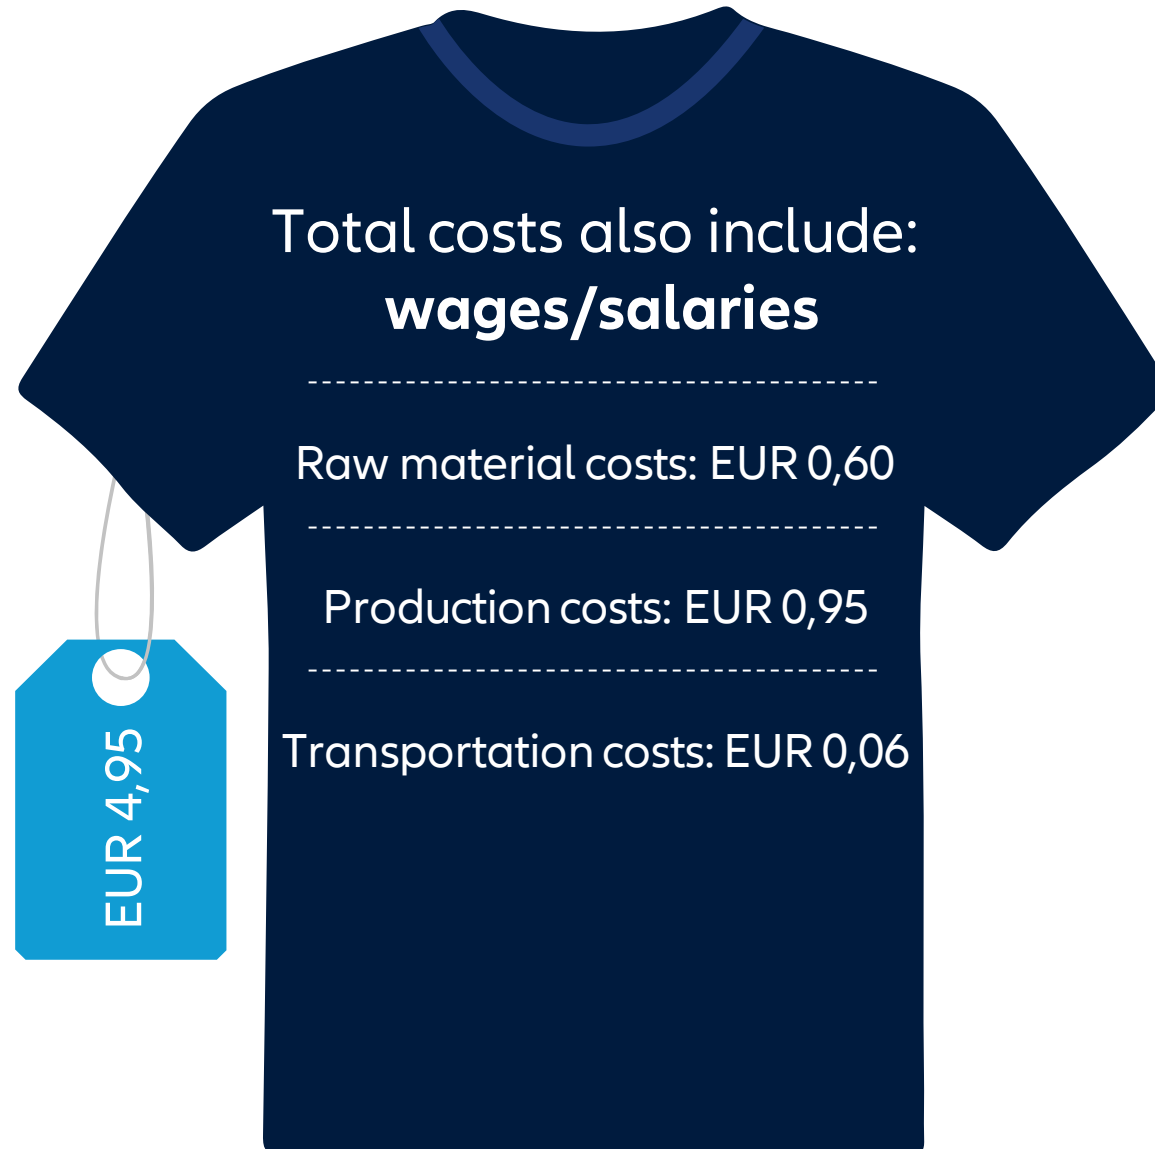 Total costs also include:
wages/salaries
Raw material costs: EUR 0,60
Production costs: EUR 0,95
Transportation costs: EUR 0,06
EUR 4,95